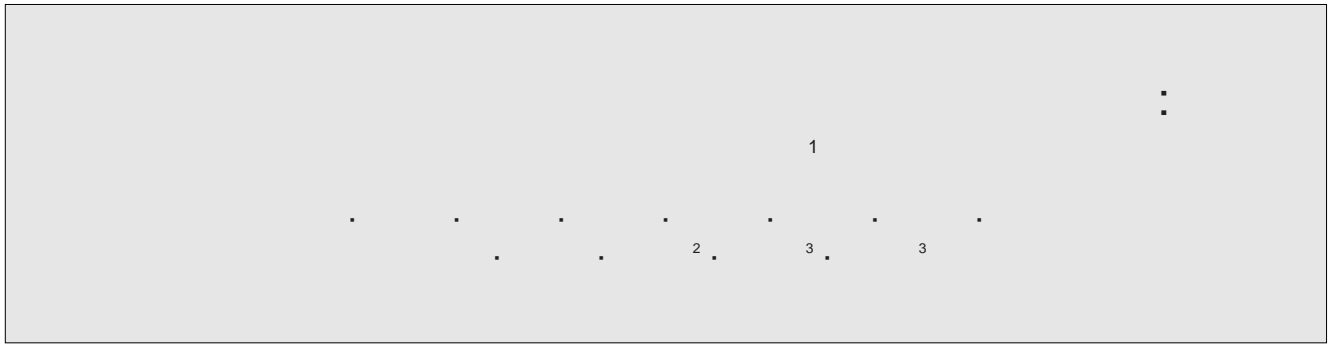 :
1
. . . . . . .
. . 2 . 3 . 3